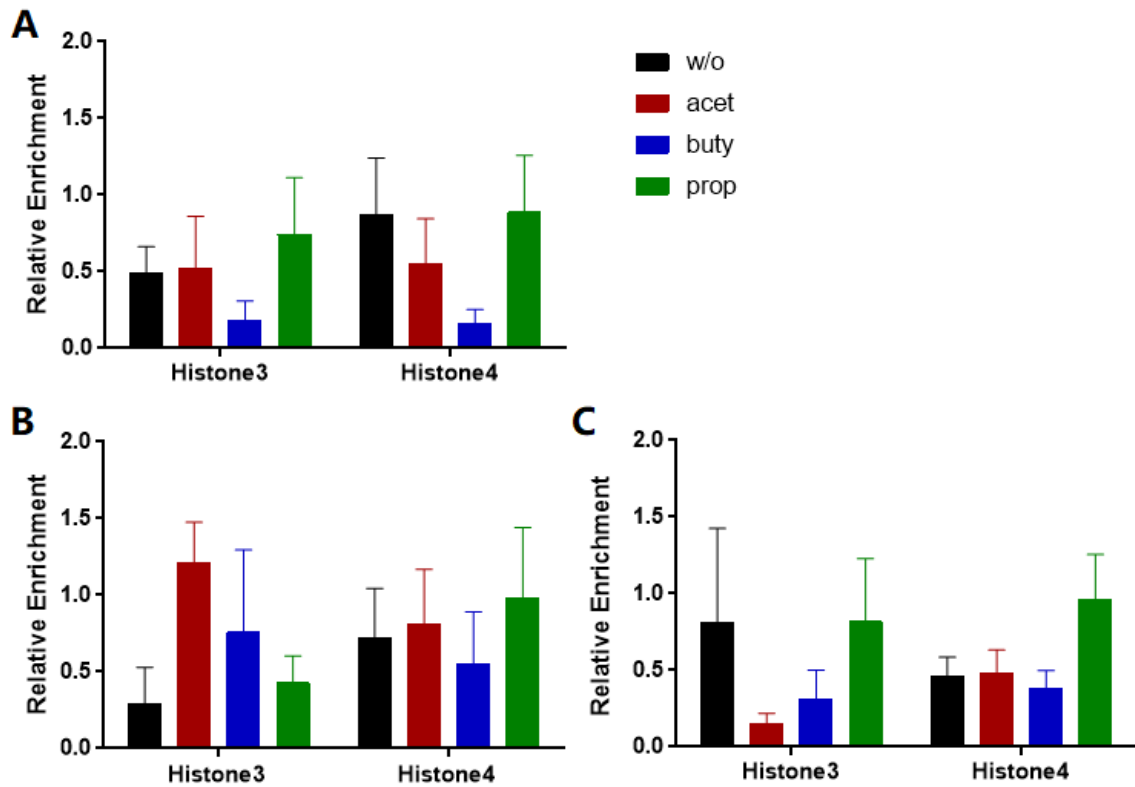 A
Relative Enrichment
2.0
1.5
1.0
0.5
0.0
Histone3 Histone4
w/o
acet
buty
prop
B
Relative Enrichment
2.0
1.5
1.0
0.5
0.0
Histone3 Histone4
C
Relative Enrichment
2.0
1.5
1.0
0.5
0.0
Histone3 Histone4